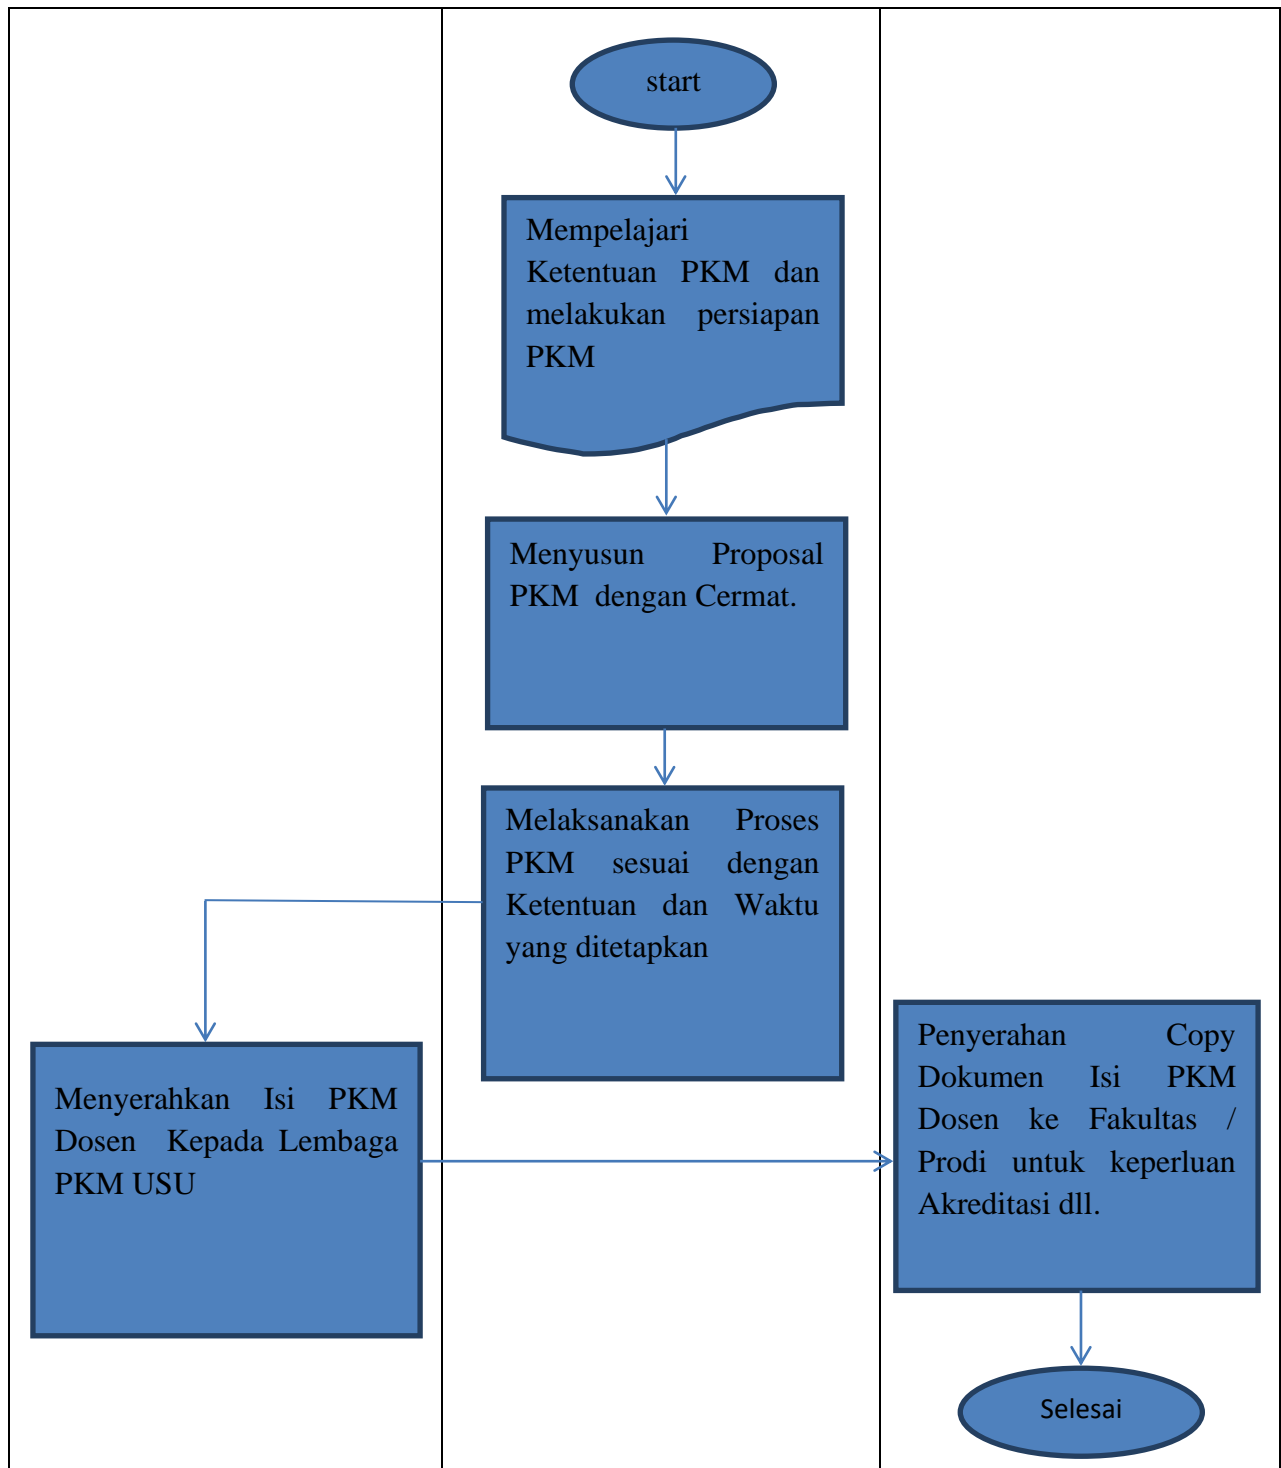 start
Mempelajari
Ketentuan PKM dan
melakukan persiapan
PKM
Menyusun Proposal
PKM dengan Cermat.
Melaksanakan Proses
PKM sesuai dengan
Ketentuan dan Waktu
yang ditetapkan
Menyerahkan Isi PKM
Dosen Kepada Lembaga
PKM USU
Penyerahan Copy
Dokumen Isi PKM
Dosen ke Fakultas /
Prodi untuk keperluan
Akreditasi dll.
Selesai